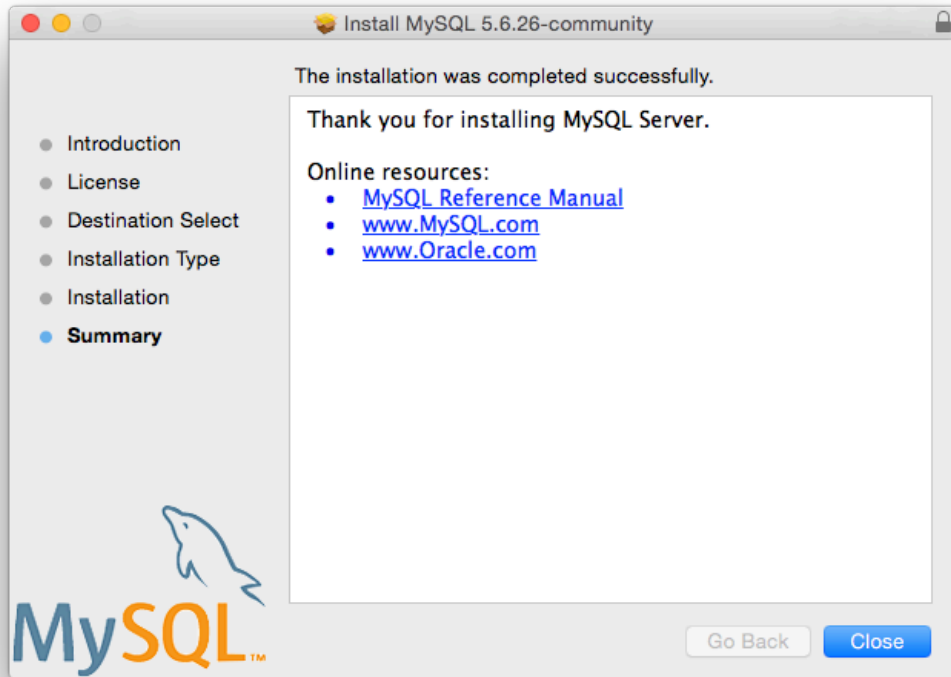 Install MySQL 5.6.26-community
The installation was completed successfully.
Introduction
License
Destination Select
Installation Type
Installation
Summary
Thank you for installing MySQL Server.
Online resources:
• MySQL Reference Manual
• www.MySQL.com
• www.Oracle.com
MySQL™
Go Back
Close